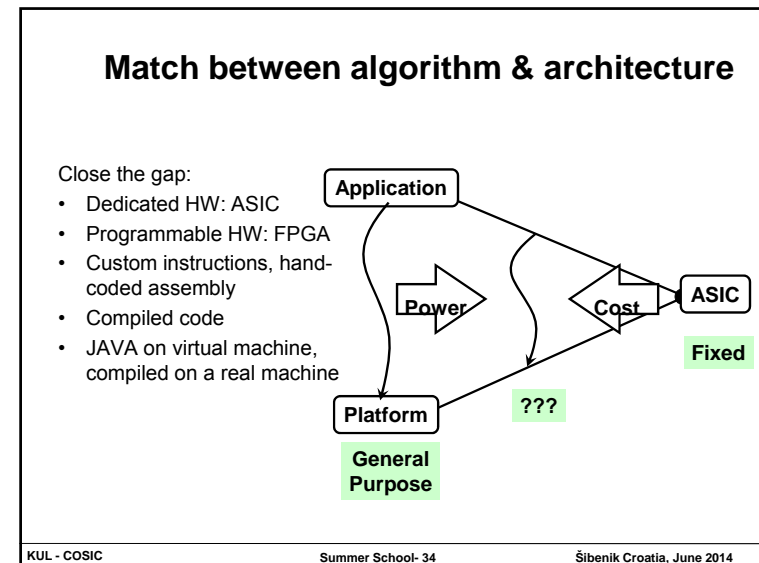 Match between algorithm & architecture
Close the gap:
• Dedicated HW: ASIC
• Programmable HW: FPGA
• Custom instructions, hand-
coded assembly
• Compiled code
• JAVA on virtual machine,
compiled on a real machine
Application
Power
Cost
ASIC
Fixed
Platform
???
General
Purpose
KUL - COSIC
Summer School- 34
Šibenik Croatia, June 2014